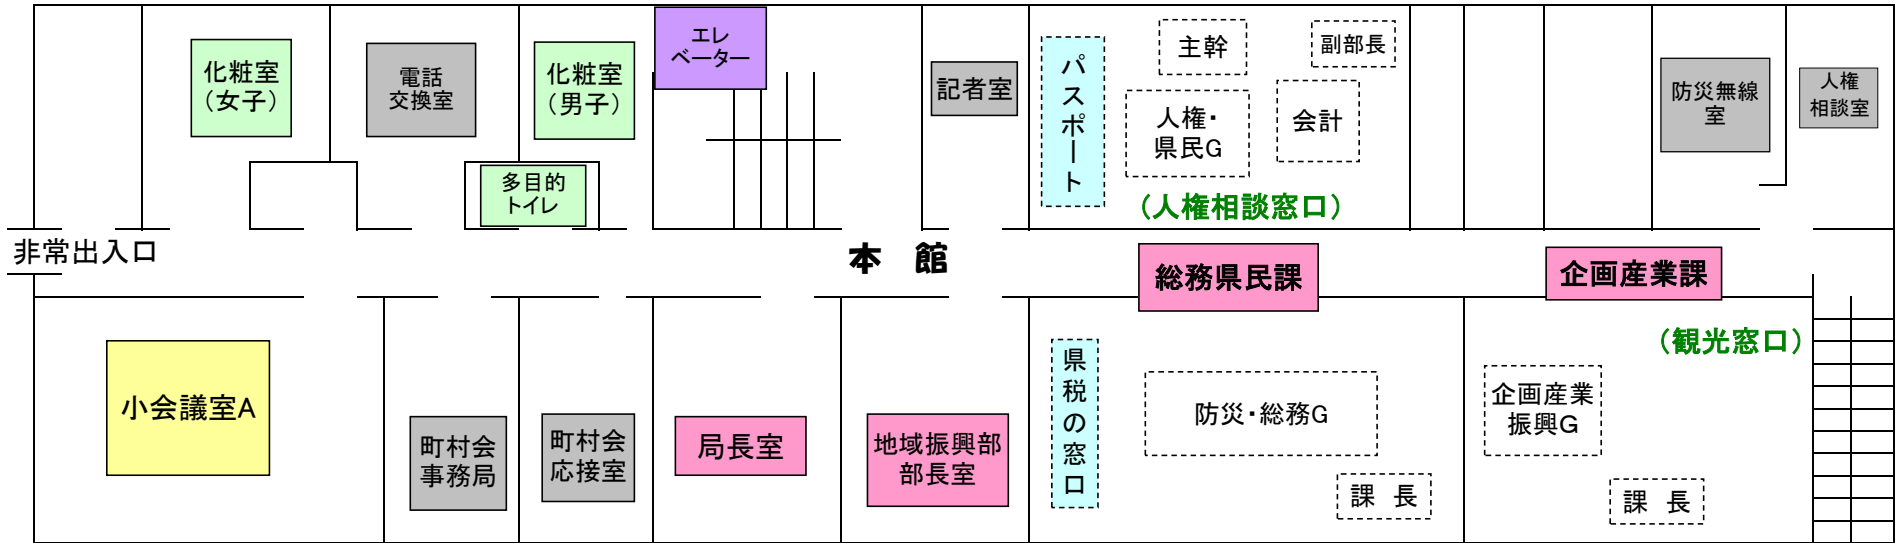 化粧室
(女子)
電話
交換室
化粧室
(男子)
多目的
トイレ
エレ
ベーター
記者室
パスポート
主幹
副部長
人権・
県民G
会計
(人権相談窓口)
防災無線
室
人権
相談室
非常出入口
本 館
総務県民課
企画産業課
小会議室A
町村会
事務局
町村会
応接室
局長室
地域振興部
部長室
県税の窓口
防災・総務G
課 長
(観光窓口)
企画産業
振興G
課 長